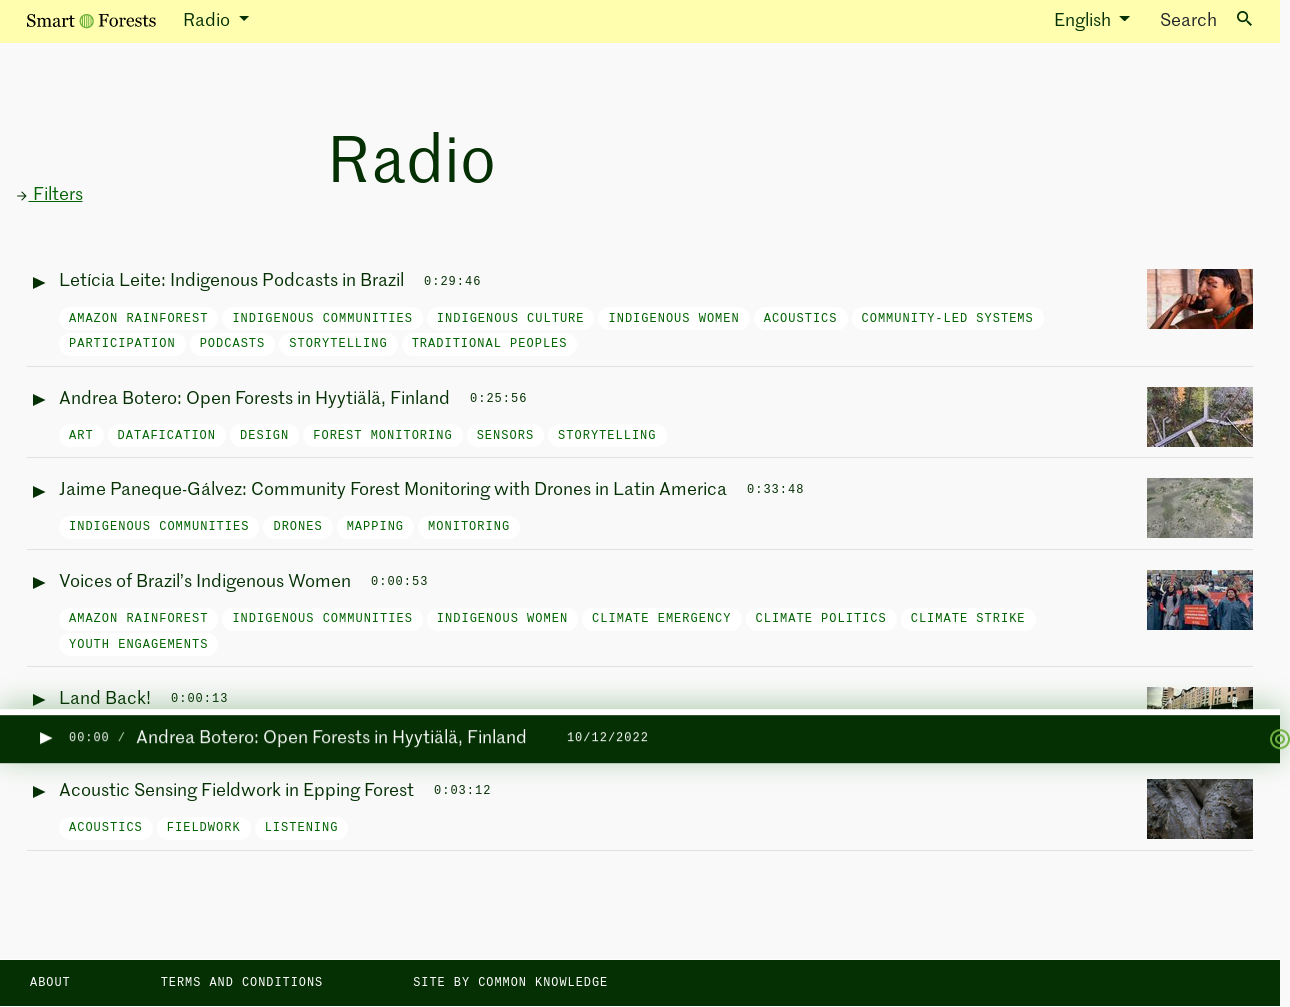 Smart Forests Radio English Search
Radio
Filters
Letícia Leite: Indigenous Podcasts in Brazil 0:29:46
AMAZON RAINFOREST INDIGENOUS COMMUNITIES INDIGENOUS CULTURE INDIGENOUS WOMEN ACOUSTICS COMMUNITY-LED SYSTEMS
PARTICIPATION PODCASTS STORYTELLING TRADITIONAL PEOPLES
Andrea Botero: Open Forests in Hyytiälä, Finland 0:25:56
ART DATAFICATION DESIGN FOREST MONITORING SENSORS STORYTELLING
Jaime Paneque-Gálvez: Community Forest Monitoring with Drones in Latin America 0:33:48
INDIGENOUS COMMUNITIES DRONES MAPPING MONITORING
Voices of Brazil’s Indigenous Women 0:00:53
AMAZON RAINFOREST INDIGENOUS COMMUNITIES INDIGENOUS WOMEN CLIMATE EMERGENCY CLIMATE POLITICS CLIMATE STRIKE
YOUTH ENGAGEMENTS
Land Back! 0:00:13
00:00 / Andrea Botero: Open Forests in Hyytiälä, Finland 10/12/2022
Acoustic Sensing Fieldwork in Epping Forest 0:03:12
ACOUSTICS FIELDWORK LISTENING
ABOUT TERMS AND CONDITIONS SITE BY COMMON KNOWLEDGE